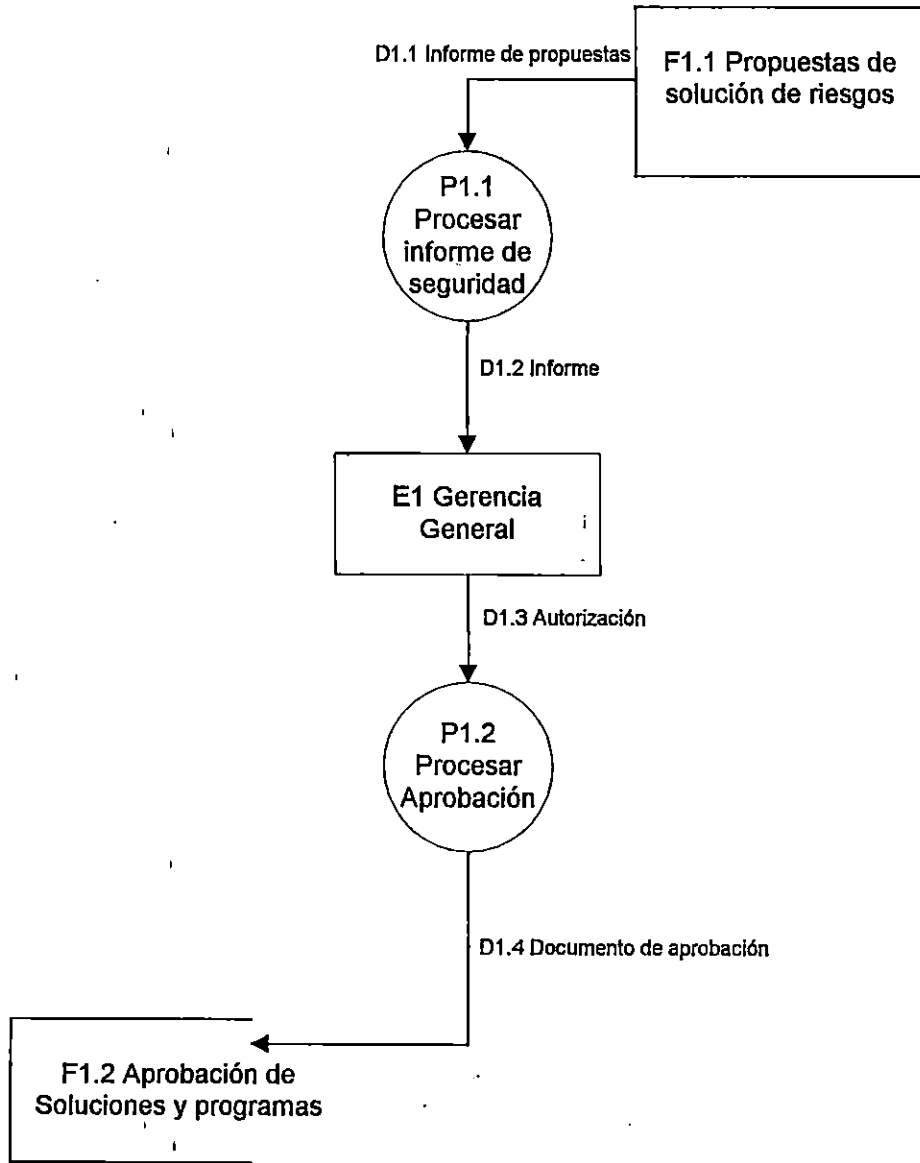 D1.1 Informe de propuestas
F1.1 Propuestas de
solución de riesgos
P1.1
Procesar
informe de
seguridad
D1.2 Informe
E1 Gerencia
General
D1.3 Autorización
P1.2
Procesar
Aprobación
D1.4 Documento de aprobación
F1.2 Aprobación de
Soluciones y programas